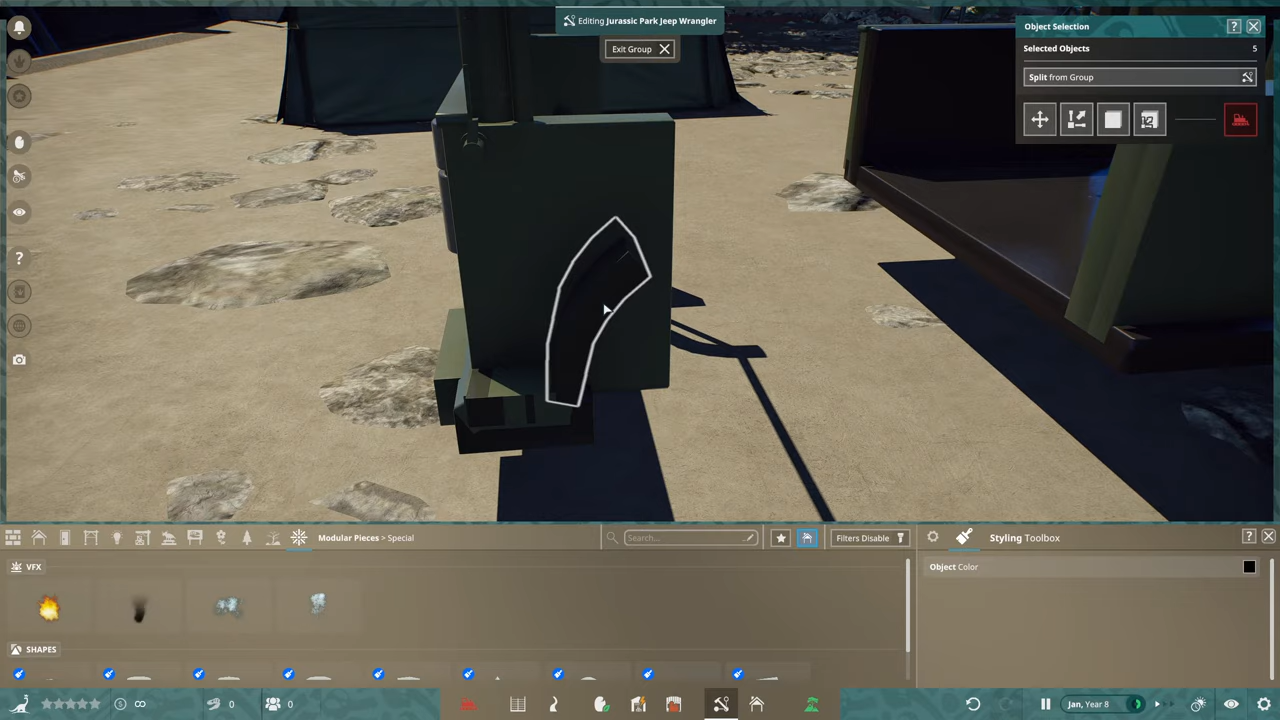 Editing Jurassic Park Jeep Wrangler
Exit Group
Object Selection
?
Selected Objects 5
Split from Group
12
?
Modular Pieces > Special
Search...
Filters Disable
Styling Toolbox
?
VFX
Object Color
SHAPES
∞
0
0
Jan, Year 8